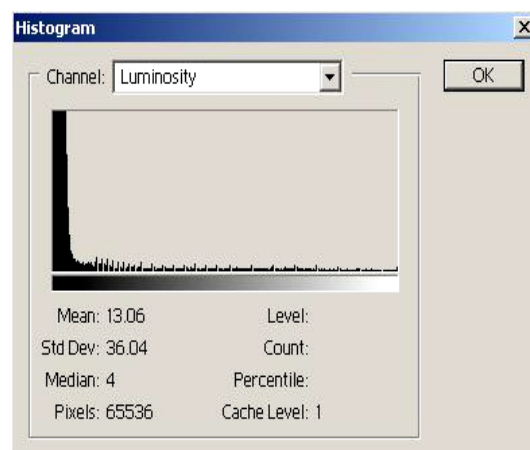 Histogram
Channel: Luminosity
OK
Mean: 13.06 Level:
Std Dev: 36.04 Count:
Median: 4 Percentile:
Pixels: 65536 Cache Level: 1